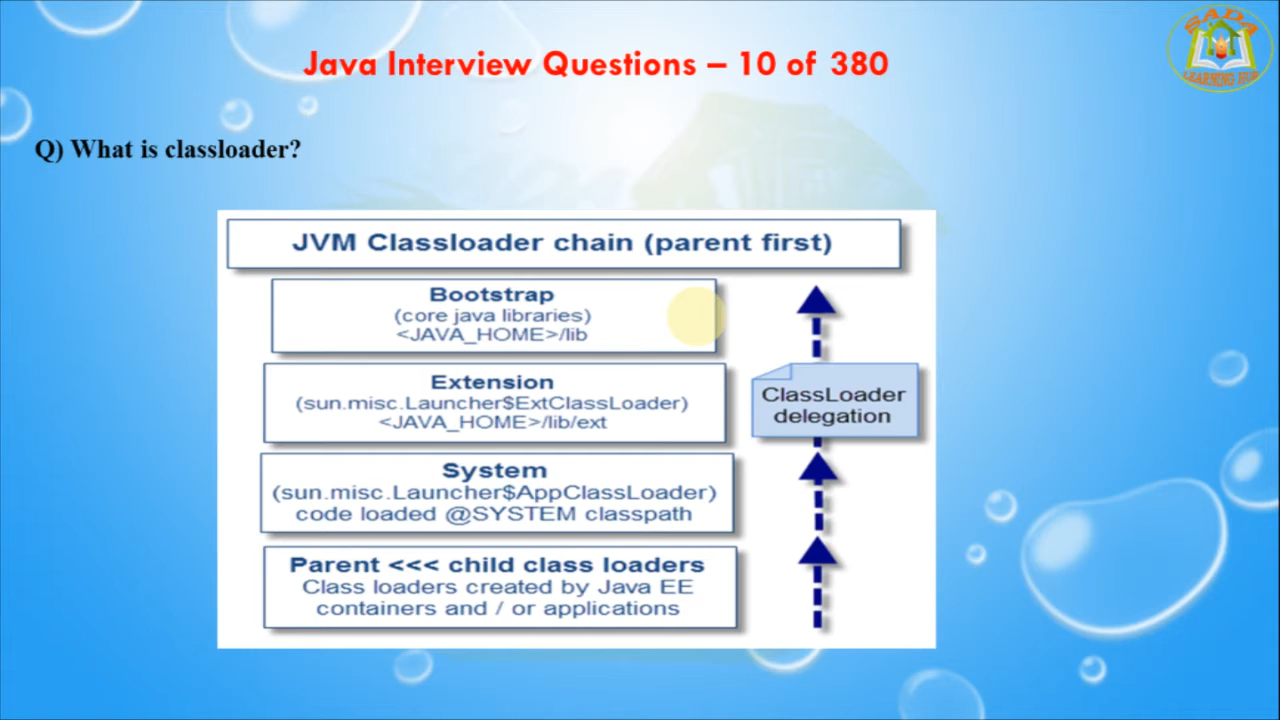 Java Interview Questions – 10 of 380
SADA
LEARNING HUB
Q) What is classloader?
JVM Classloader chain (parent first)
Bootstrap
(core java libraries)
<JAVA_HOME>/lib
Extension
(sun.misc.Launcher$ExtClassLoader)
<JAVA_HOME>/lib/ext
ClassLoader
delegation
System
(sun.misc.Launcher$AppClassLoader)
code loaded @SYSTEM classpath
Parent <<< child class loaders
Class loaders created by Java EE
containers and / or applications